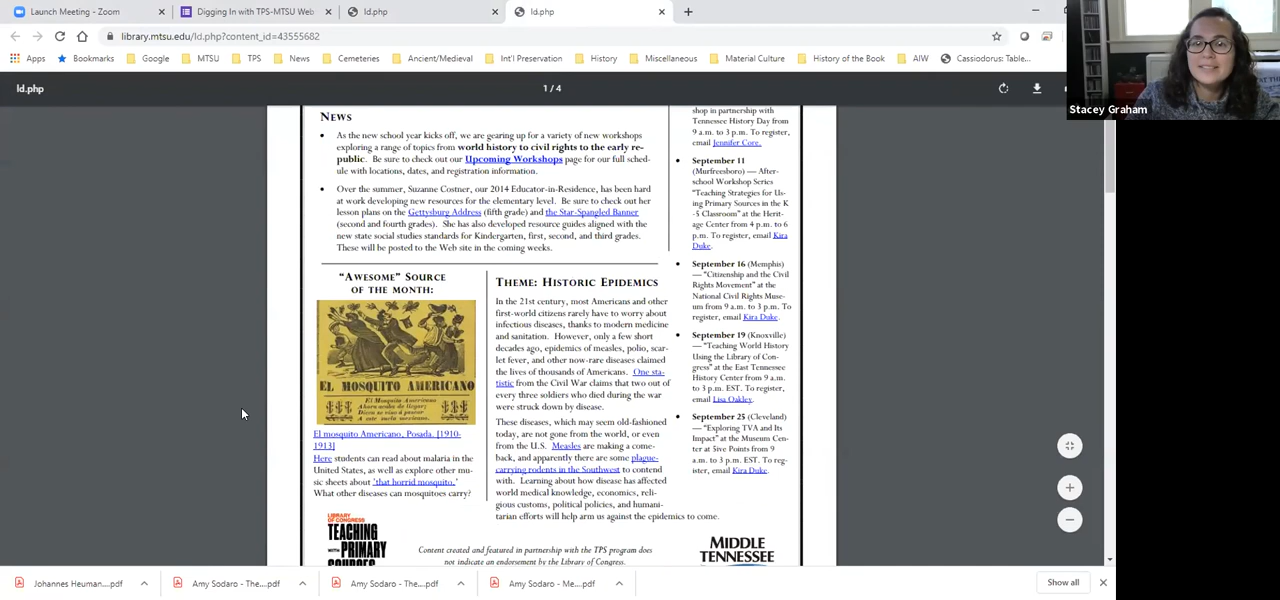 Launch Meeting - Zoom
Digging In with TPS-MTSU Web
ld.php
ld.php
library.mtsu.edu/ld.php?content_id=43555682
Apps
Bookmarks
Google
MTSU
TPS
News
Cemeteries
Ancient/Medieval
Int'l Preservation
History
Miscellaneous
Material Culture
History of the Book
AIW
Cassiodorus: Table...
Stacey Graham
ld.php
1 / 4
NEWS
As the new school year kicks off, we are gearing up for a variety of new workshops
exploring a range of topics from world history to civil rights to the early re-
public. Be sure to check out our Upcoming Workshops page for our full sched-
ule with locations, dates, and registration information.
Over the summer, Suzanne Costner, our 2014 Educator-in-Residence, has been hard
at work developing new resources for the elementary level. Be sure to check out her
lesson plans on the Gettysburg Address (fifth grade) and the Star-Spangled Banner
(second and fourth grades). She has also developed resource guides aligned with the
new state social studies standards for Kindergarten, first, second, and third grades.
These will be posted to the Web site in the coming weeks.
"AWESOME" SOURCE
OF THE MONTH:
EL MOSQUITO AMERICANO
El Mosquito Americano
El mosquito Americano, Posada. [1910-
1913]
Here students can read about malaria in the
United States, as well as explore other mu-
sic sheets about 'that horrid mosquito.'
What other diseases can mosquitoes carry?
THEME: HISTORIC EPIDEMICS
In the 21st century, most Americans and other
first-world citizens rarely have to worry about
infectious diseases, thanks to modern medicine
and sanitation. However, only a few short
decades ago, epidemics of measles, polio, scar-
let fever, and other now-rare diseases claimed
the lives of thousands of Americans. One sta-
tistic from the Civil War claims that two out of
every three soldiers who died during the war
were struck down by disease.
These diseases, which may seem old-fashioned
today, are not gone from the world, or even
from the U.S. Measles are making a come-
back, and apparently there are some plague-
carrying rodents in the Southwest to contend
with. Learning about how disease has affected
world medical knowledge, economics, reli-
gious customs, political policies, and humani-
tarian efforts will help arm us against the epidemics to come.
shop in partnership with
Tennessee History Day from
9 a.m. to 3 p.m. To register,
email Jennifer Core.
September 11
(Murfreesboro) — After-
school Workshop Series
"Teaching Strategies for Us-
ing Primary Sources in the K
-5 Classroom" at the Herit-
age Center from 4 p.m. to 6
p.m. To register, email Kira
Duke.
September 16 (Memphis)
— "Citizenship and the Civil
Rights Movement" at the
National Civil Rights Muse-
um from 9 a.m. to 3 p.m. To
register, email Kira Duke.
September 19 (Knoxville)
— "Teaching World History
Using the Library of Con-
gress" at the East Tennessee
History Center from 9 a.m.
to 3 p.m. EST. To register,
email Lisa Oakley.
September 25 (Cleveland)
— "Exploring TVA and Its
Impact" at the Museum Cen-
ter at 5ive Points from 9
a.m. to 3 p.m. EST. To reg-
ister, email Kira Duke.
LIBRARY
OF CONGRESS
TEACHING
WITH PRIMARY
SOURCES
Content created and featured in partnership with the TPS program does
not indicate an endorsement by the Library of Congress.
MIDDLE
TENNESSEE
Johannes Heuman....pdf
Amy Sodaro - The....pdf
Amy Sodaro - The....pdf
Amy Sodaro - Me....pdf
Show all